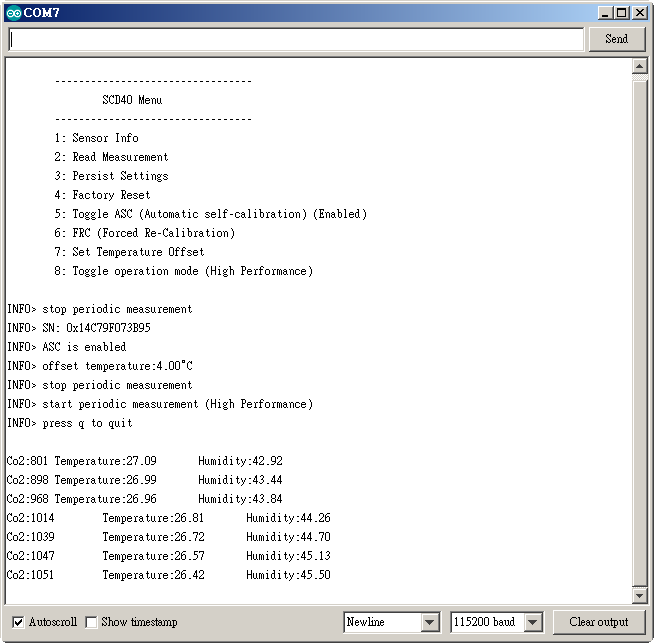 COM7
Send
--------------------------------
SCD40 Menu
--------------------------------
1: Sensor Info
2: Read Measurement
3: Persist Settings
4: Factory Reset
5: Toggle ASC (Automatic self-calibration) (Enabled)
6: FRC (Forced Re-Calibration)
7: Set Temperature Offset
8: Toggle operation mode (High Performance)
INFO> stop periodic measurement
INFO> SN: 0x14C79F073B95
INFO> ASC is enabled
INFO> offset temperature:4.00°C
INFO> stop periodic measurement
INFO> start periodic measurement (High Performance)
INFO> press q to quit
Co2:801 Temperature:27.09 Humidity:42.92
Co2:898 Temperature:26.99 Humidity:43.44
Co2:968 Temperature:26.96 Humidity:43.84
Co2:1014 Temperature:26.81 Humidity:44.26
Co2:1039 Temperature:26.72 Humidity:44.70
Co2:1047 Temperature:26.57 Humidity:45.13
Co2:1051 Temperature:26.42 Humidity:45.50
Autoscroll Show timestamp Newline 115200 baud Clear output